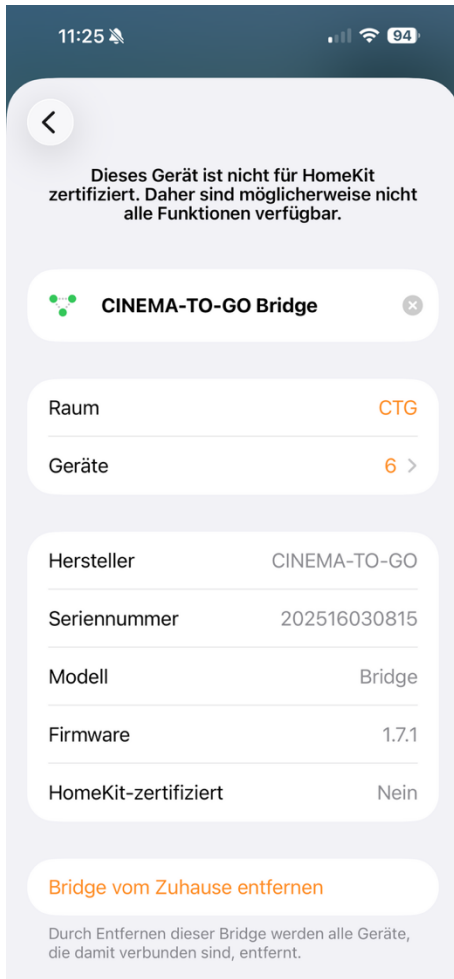 11:25
94
Dieses Gerät ist nicht für HomeKit
zertifiziert. Daher sind möglicherweise nicht
alle Funktionen verfügbar.
CINEMA-TO-GO Bridge
Raum CTG
Geräte 6
Hersteller CINEMA-TO-GO
Seriennummer 202516030815
Modell Bridge
Firmware 1.7.1
HomeKit-zertifiziert Nein
Bridge vom Zuhause entfernen
Durch Entfernen dieser Bridge werden alle Geräte,
die damit verbunden sind, entfernt.